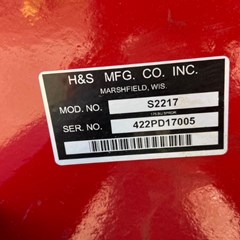 H&S MFG. CO. INC.
MARSHFIELD, WIS.
MOD. NO. S2217
SER. NO. 422PD17005